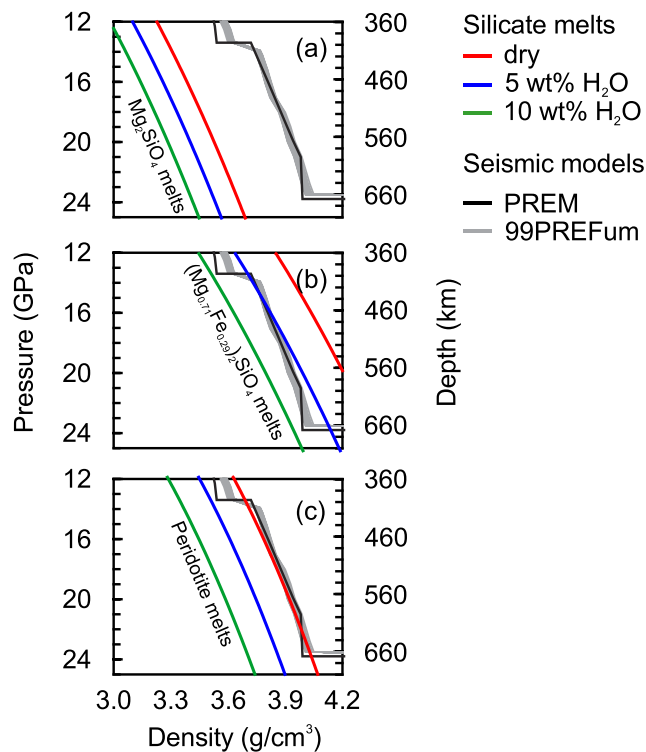 12
16
20
24
(a)
Mg₂SiO₄ melts
360
460
560
660
Silicate melts
dry
5 wt% H₂O
10 wt% H₂O
Seismic models
PREM
99PREFum
Pressure (GPa)
12
16
20
24
(b)
(Mg₀.₇₁Fe₀.₂₉)₂SiO₄ melts
360
460
560
660
Depth (km)
12
16
20
24
(c)
Peridotite melts
360
460
560
660
3.0 3.3 3.6 3.9 4.2
Density (g/cm³)